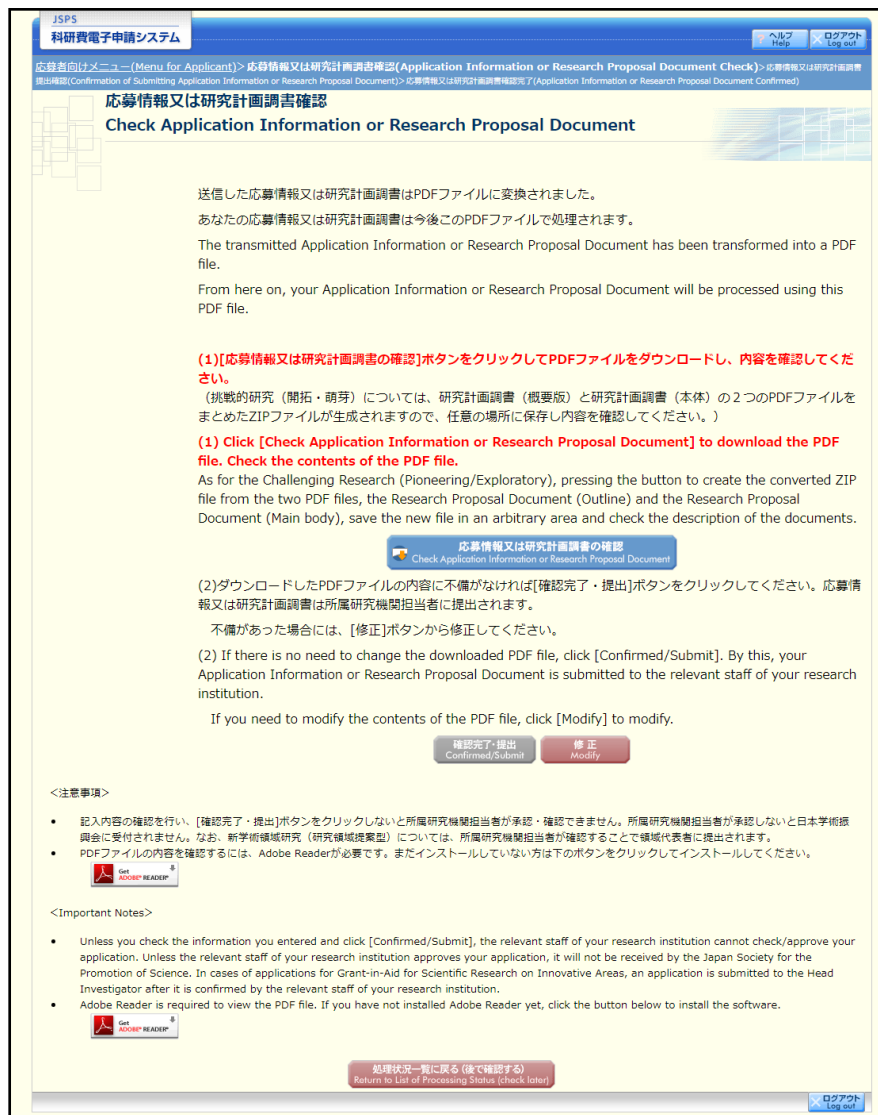 JSPS
科研費電子申請システム
ヘルプ
Help
ログアウト
Log out
応募者向けメニュー(Menu for Applicant)>応募情報又は研究計画調書確認(Application Information or Research Proposal Document Check)>応募情報又は研究計画調書
提出確認(Confirmation of Submitting Application Information or Research Proposal Document)>応募情報又は研究計画調書確認完了(Application Information or Research Proposal Document Confirmed)
応募情報又は研究計画調書確認
Check Application Information or Research Proposal Document
送信した応募情報又は研究計画調書はPDFファイルに変換されました。
あなたの応募情報又は研究計画調書は今後このPDFファイルで処理されます。
The transmitted Application Information or Research Proposal Document has been transformed into a PDF
file.
From here on, your Application Information or Research Proposal Document will be processed using this
PDF file.
(1)[応募情報又は研究計画調書の確認]ボタンをクリックしてPDFファイルをダウンロードし、内容を確認してくだ
さい。
（挑戦的研究（開拓・萌芽）については、研究計画調書（概要版）と研究計画調書（本体）の２つのPDFファイルを
まとめたZIPファイルが生成されますので、任意の場所に保存し内容を確認してください。）
(1) Click [Check Application Information or Research Proposal Document] to download the PDF
file. Check the contents of the PDF file.
As for the Challenging Research (Pioneering/Exploratory), pressing the button to create the converted ZIP
file from the two PDF files, the Research Proposal Document (Outline) and the Research Proposal
Document (Main body), save the new file in an arbitrary area and check the description of the documents.
応募情報又は研究計画調書の確認
Check Application Information or Research Proposal Document
(2)ダウンロードしたPDFファイルの内容に不備がなければ[確認完了・提出]ボタンをクリックしてください。応募情
報又は研究計画調書は所属研究機関担当者に提出されます。
不備があった場合には、[修正]ボタンから修正してください。
(2) If there is no need to change the downloaded PDF file, click [Confirmed/Submit]. By this, your
Application Information or Research Proposal Document is submitted to the relevant staff of your research
institution.
If you need to modify the contents of the PDF file, click [Modify] to modify.
確認完了・提出
Confirmed/Submit
修 正
Modify
<注意事項>
• 記入内容の確認を行い、[確認完了・提出]ボタンをクリックしないと所属研究機関担当者が承認・確認できません。所属研究機関担当者が承認しないと日本学術振
興会に受付されません。なお、新学術領域研究（研究領域提案型）については、所属研究機関担当者が確認することで領域代表者に提出されます。
• PDFファイルの内容を確認するには、Adobe Readerが必要です。まだインストールしていない方は下のボタンをクリックしてインストールしてください。
Get
ADOBE® READER®
<Important Notes>
• Unless you check the information you entered and click [Confirmed/Submit], the relevant staff of your research institution cannot check/approve your
application. Unless the relevant staff of your research institution approves your application, it will not be received by the Japan Society for the
Promotion of Science. In cases of applications for Grant-in-Aid for Scientific Research on Innovative Areas, an application is submitted to the Head
Investigator after it is confirmed by the relevant staff of your research institution.
• Adobe Reader is required to view the PDF file. If you have not installed Adobe Reader yet, click the button below to install the software.
Get
ADOBE® READER®
処理状況一覧に戻る(後で確認する)
Return to List of Processing Status (check later)
ログアウト
Log out